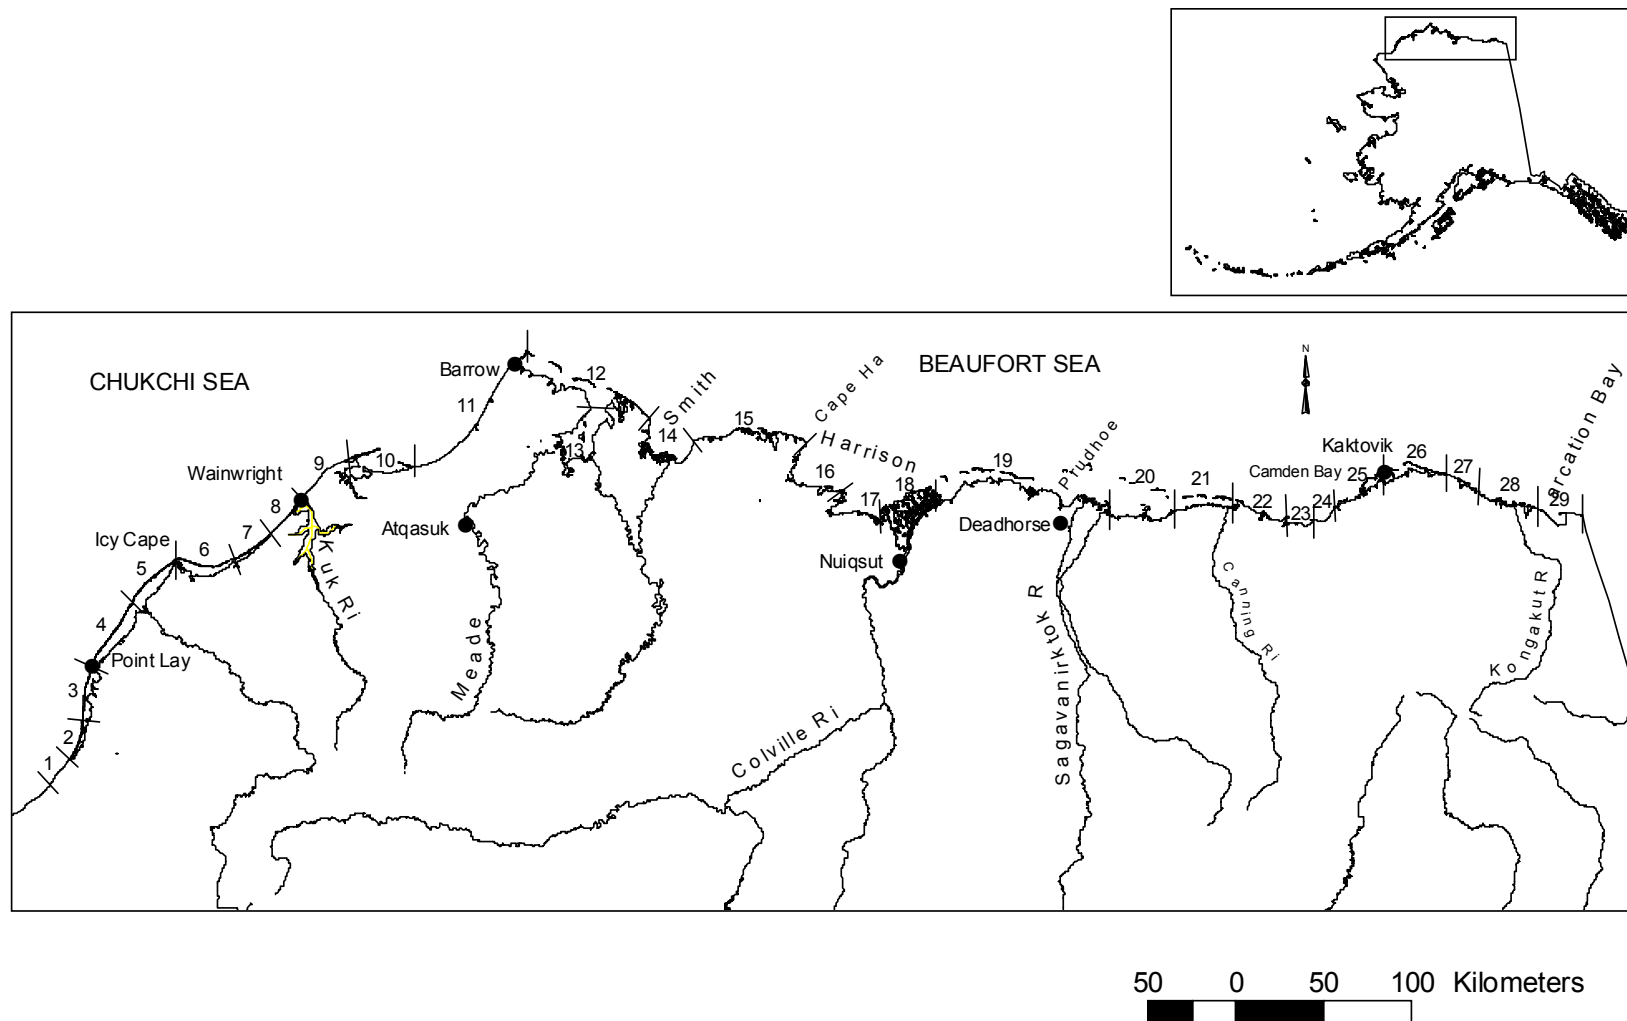 CHUKCHI SEA
BEAUFORT SEA
N
Barrow
12
11
Smith
14
13
15
Cape Ha
Harrison
16
17
18
19
Prudhoe
20
21
Camden Bay
22
23
24
25
Kaktovik
26
27
28
29
arcation Bay
Wainwright
9
10
8
7
Icy Cape
6
5
4
Point Lay
3
2
1
Atqasuk
Deadhorse
Nuiqsut
Kuk Ri
Meade
Colville Ri
Sagavanirktok R
Canning Ri
Kongakut R
50 0 50 100 Kilometers